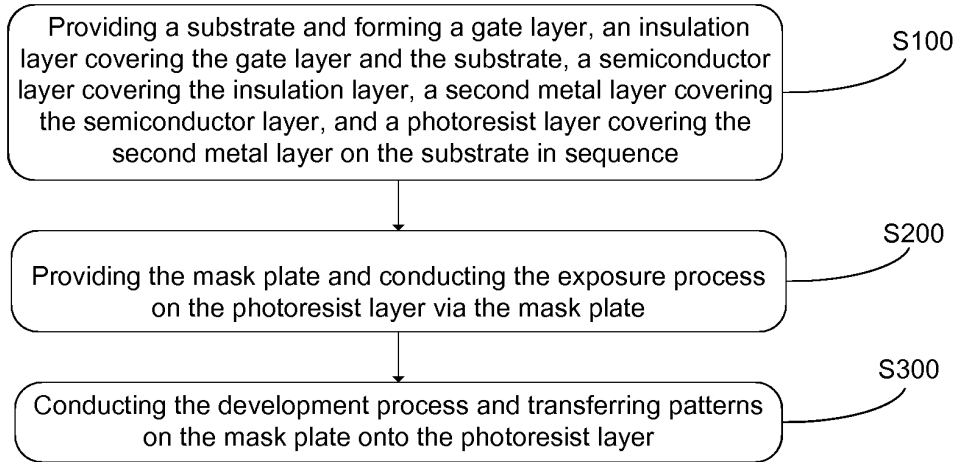 Providing a substrate and forming a gate layer, an insulation
layer covering the gate layer and the substrate, a semiconductor
layer covering the insulation layer, a second metal layer covering
the semiconductor layer, and a photoresist layer covering the
second metal layer on the substrate in sequence
S100
Providing the mask plate and conducting the exposure process
on the photoresist layer via the mask plate
S200
Conducting the development process and transferring patterns
on the mask plate onto the photoresist layer
S300